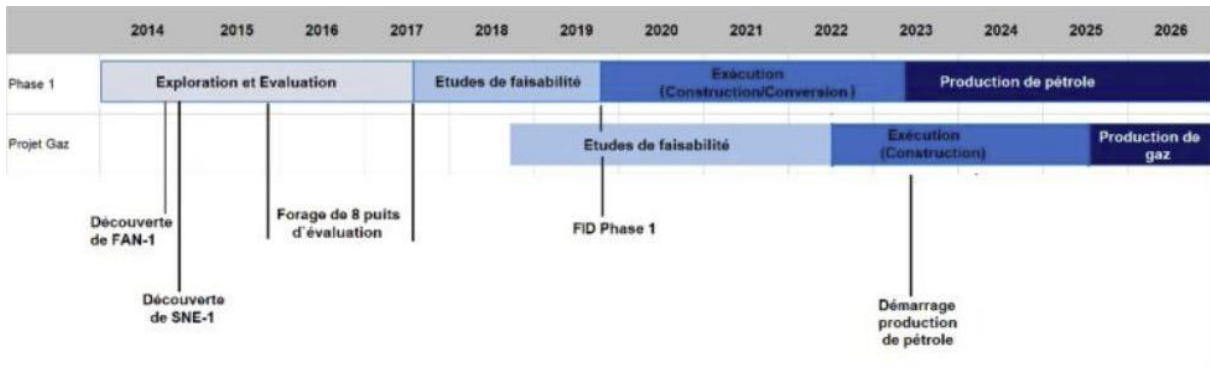 2014 2015 2016 2017 2018 2019 2020 2021 2022 2023 2024 2025 2026
Phase 1
Exploration et Evaluation
Etudes de faisabilité
Exécution
(Construction/Conversion)
Production de pétrole
Projet Gaz
Etudes de faisabilité
Exécution
(Construction)
Production de
gaz
Découverte
de FAN-1
Forage de 8 puits
d'évaluation
FID Phase 1
Découverte
de SNE-1
Démarrage
production
de pétrole